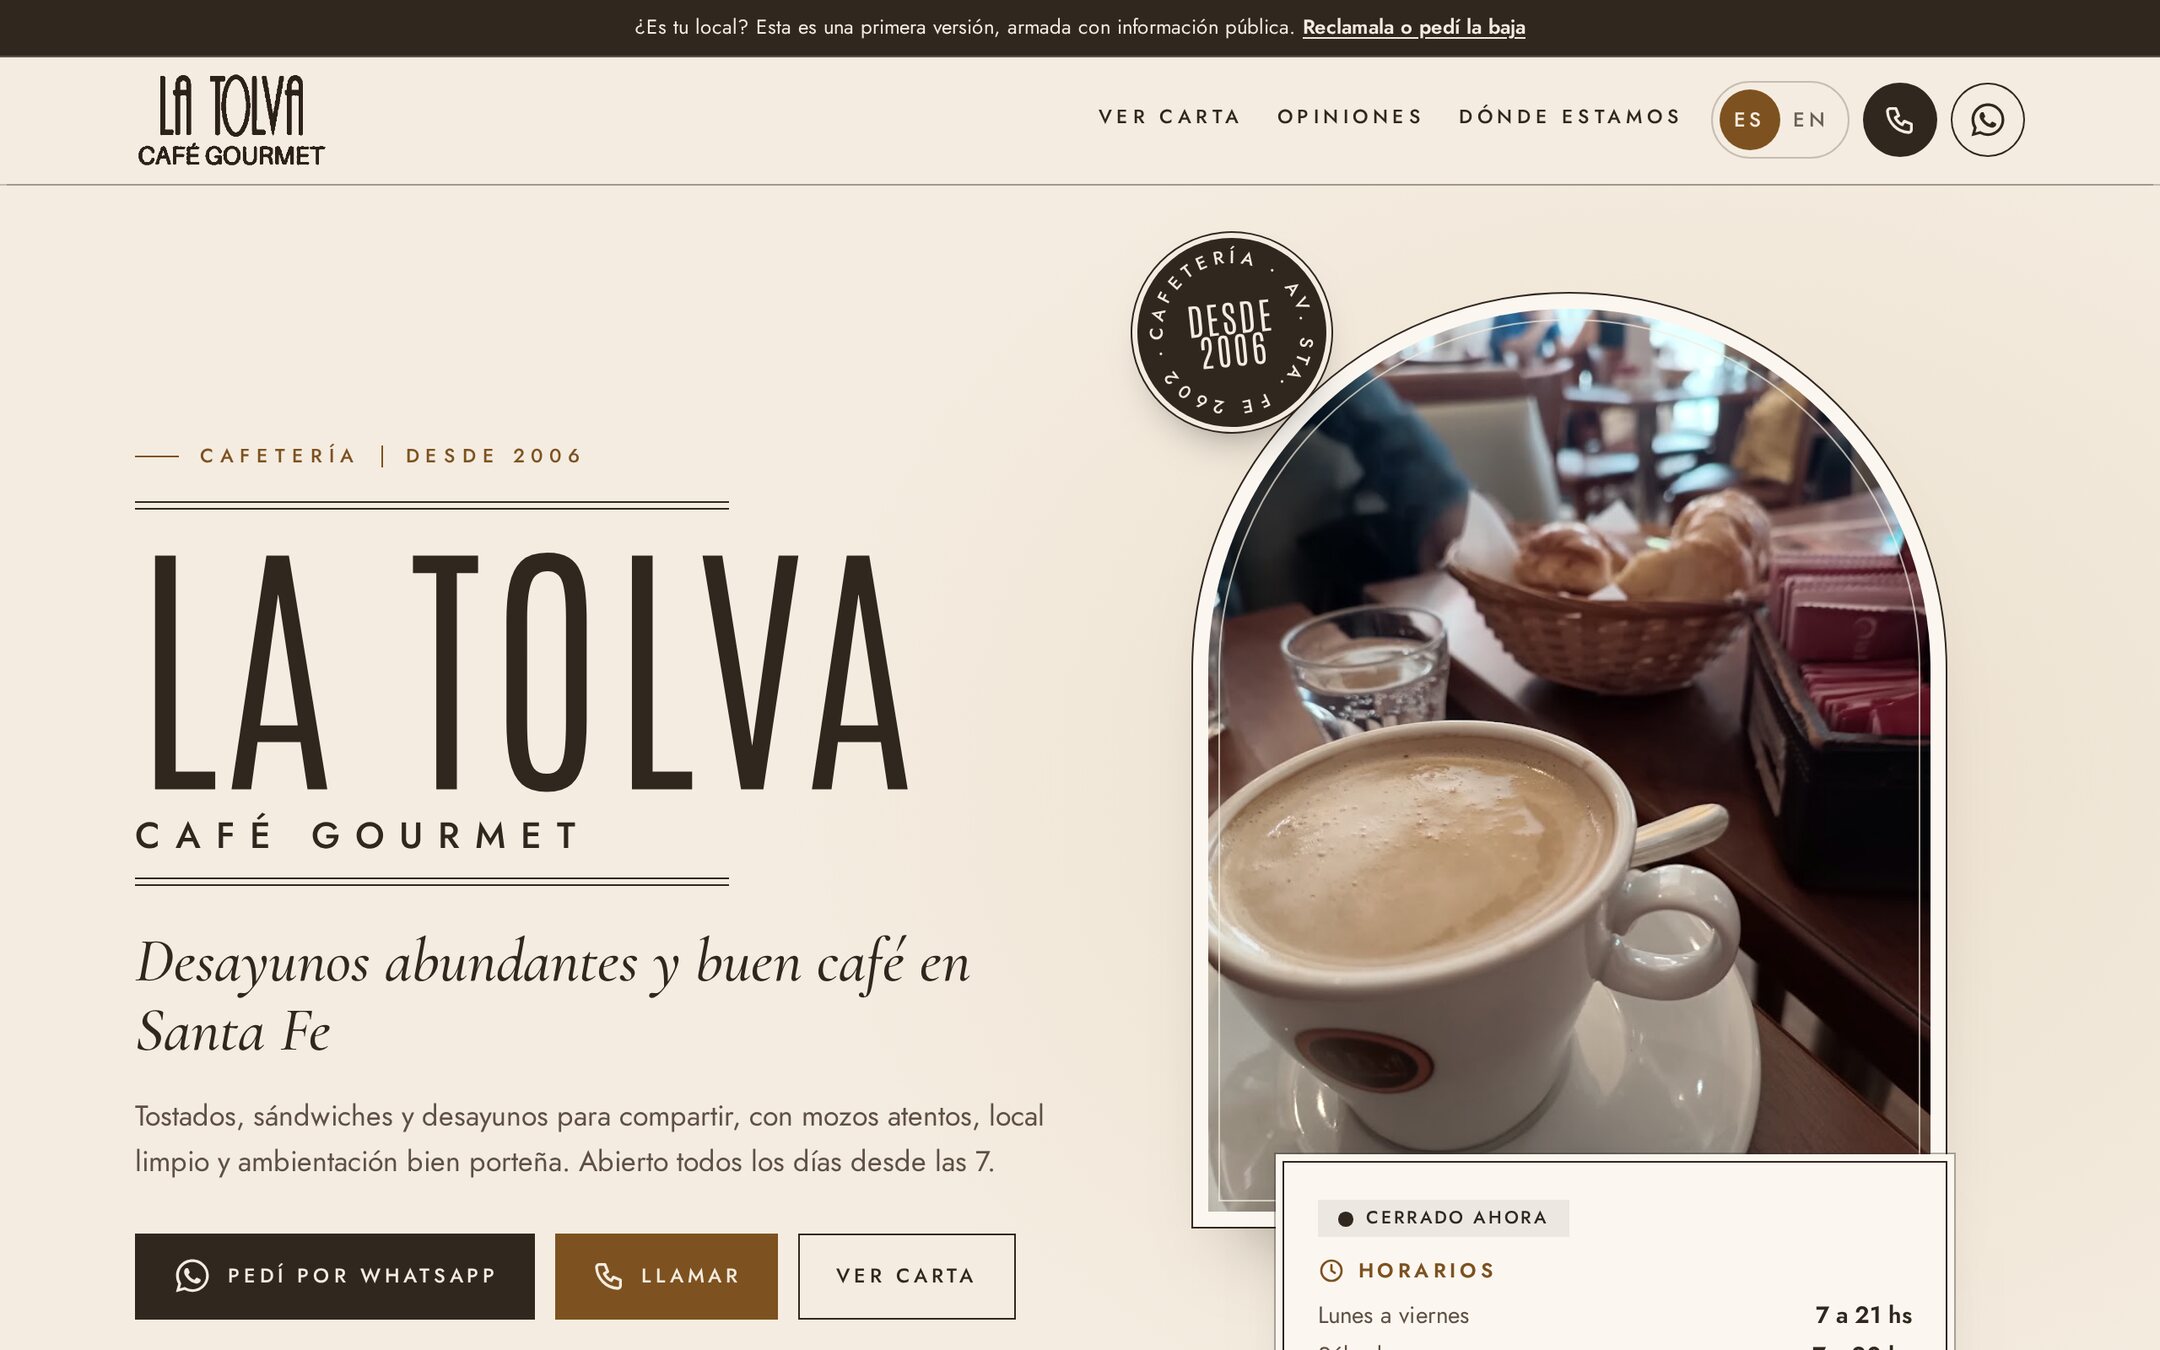 ¿Es tu local? Esta es una primera versión, armada con información pública. Reclamala o pedí la baja
LA TOLVA
CAFÉ GOURMET
VER CARTA
OPINIONES
DÓNDE ESTAMOS
ES
EN
CAFETERÍA · AV. STA. FE 2602 ·
DESDE
2006
CAFETERÍA | DESDE 2006
LA TOLVA
CAFÉ GOURMET
Desayunos abundantes y buen café en
Santa Fe
Tostados, sándwiches y desayunos para compartir, con mozos atentos, local
limpio y ambientación bien porteña. Abierto todos los días desde las 7.
PEDÍ POR WHATSAPP
LLAMAR
VER CARTA
CERRADO AHORA
HORARIOS
Lunes a viernes
7 a 21 hs